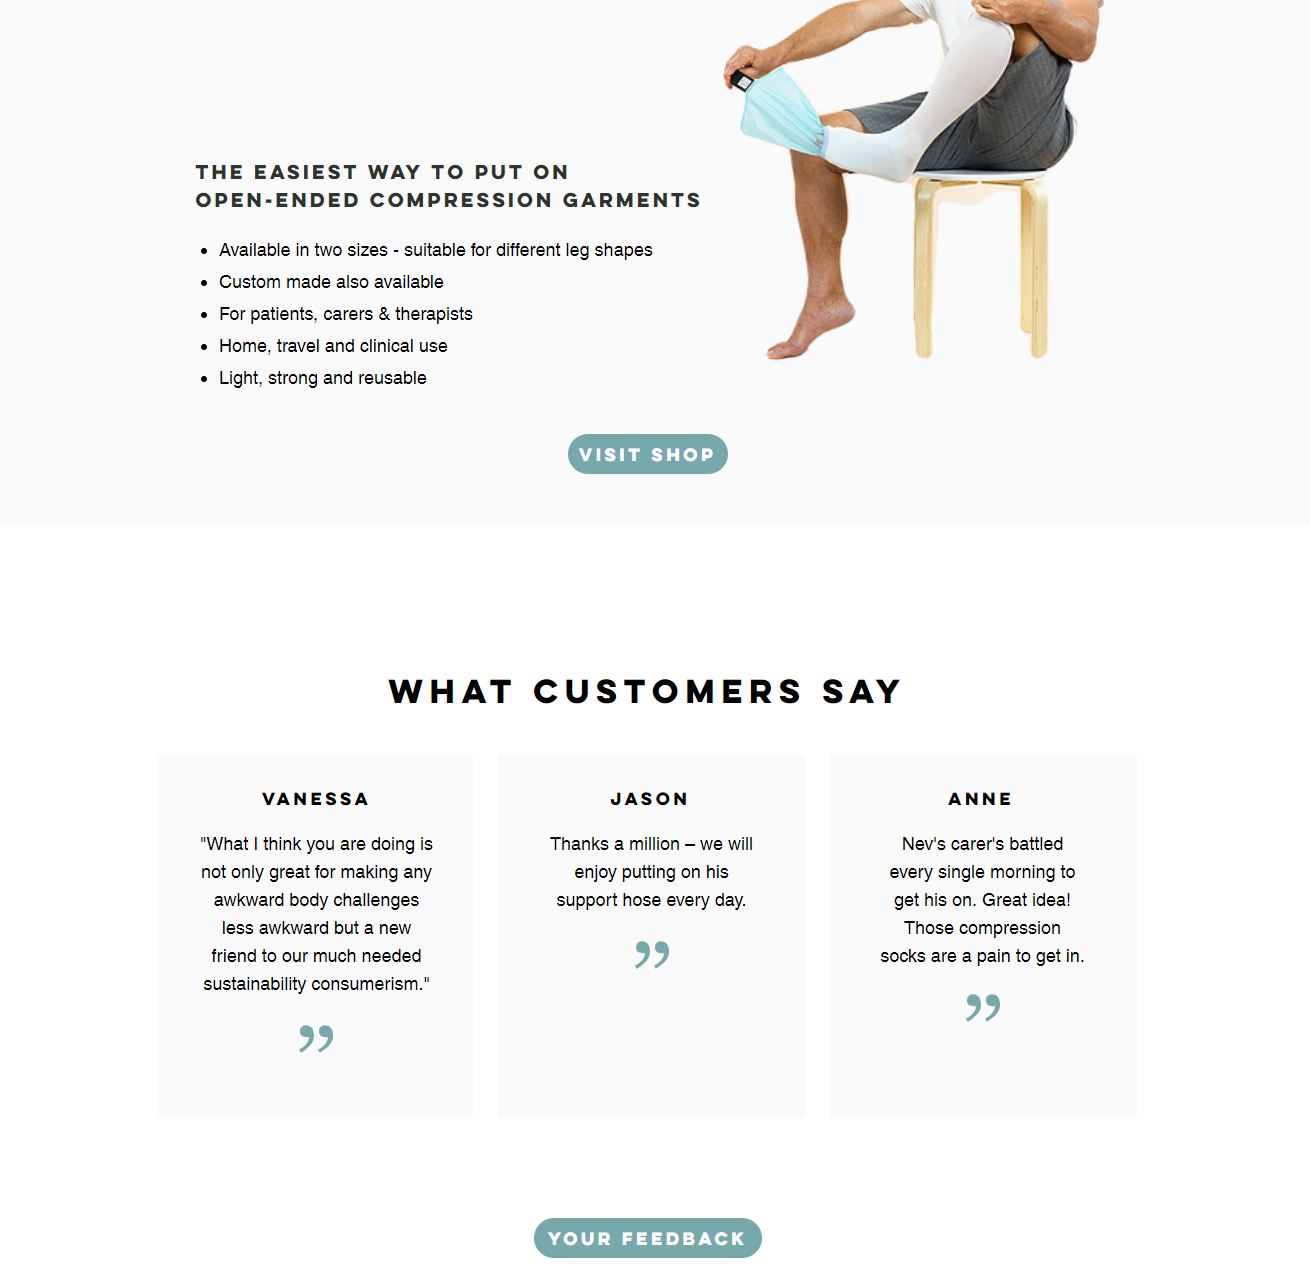 THE EASIEST WAY TO PUT ON
OPEN-ENDED COMPRESSION GARMENTS
Available in two sizes - suitable for different leg shapes
Custom made also available
For patients, carers & therapists
Home, travel and clinical use
Light, strong and reusable
VISIT SHOP
WHAT CUSTOMERS SAY
VANESSA
"What I think you are doing is
not only great for making any
awkward body challenges
less awkward but a new
friend to our much needed
sustainability consumerism."
”
JASON
Thanks a million – we will
enjoy putting on his
support hose every day.
”
ANNE
Nev's carer's battled
every single morning to
get his on. Great idea!
Those compression
socks are a pain to get in.
”
YOUR FEEDBACK